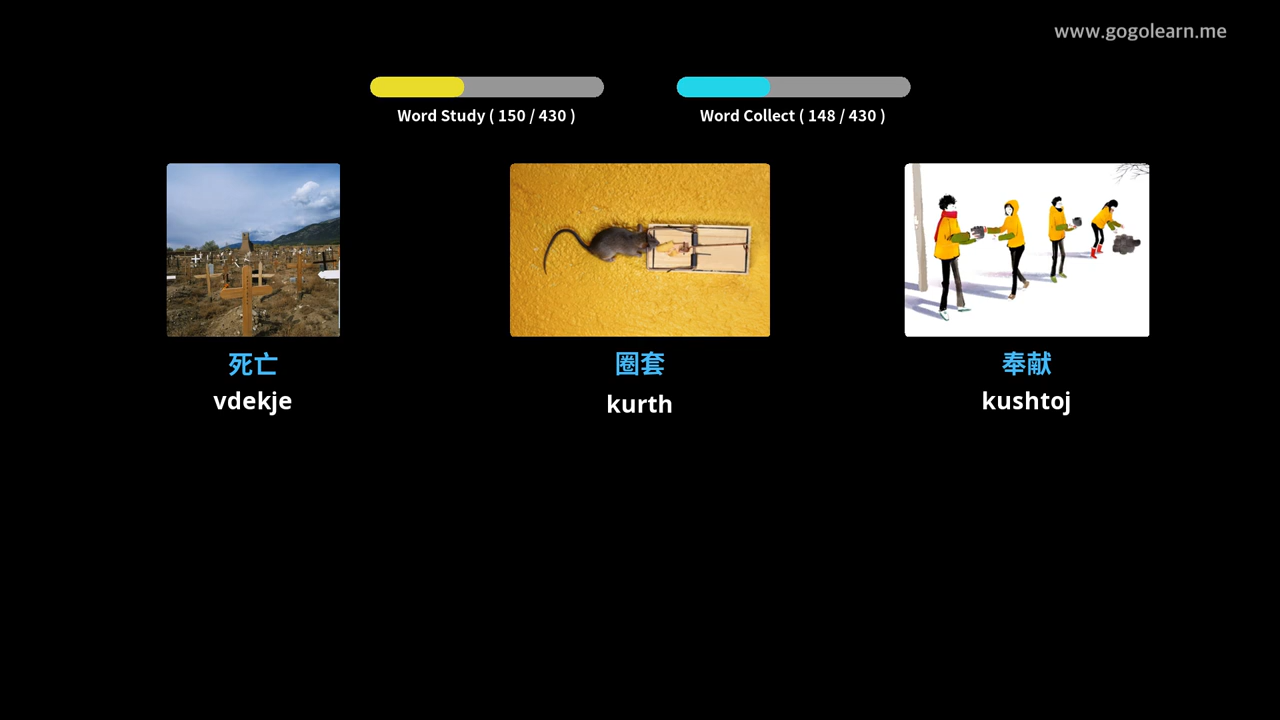 www.gogolearn.me
Word Study ( 150 / 430 )
Word Collect ( 148 / 430 )
死亡
vdekje
圈套
kurth
奉献
kushtoj